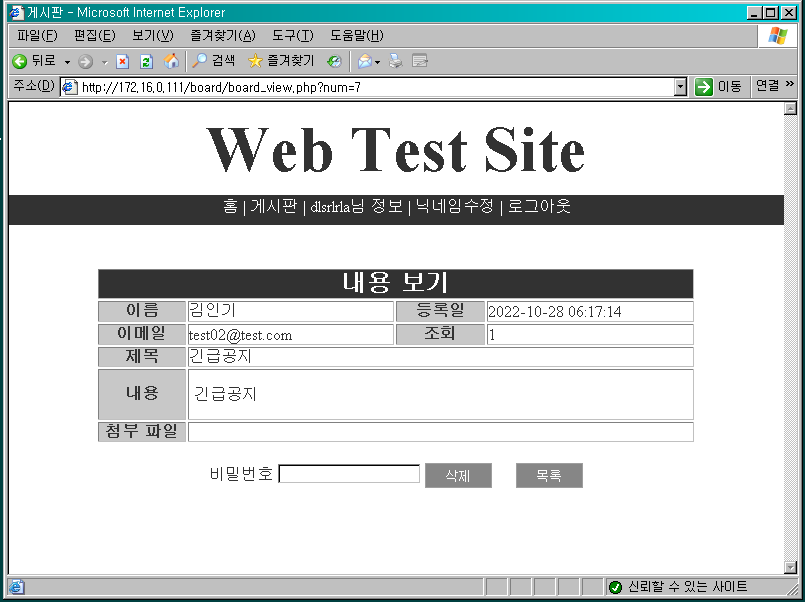 게시판 - Microsoft Internet Explorer
파일(F) 편집(E) 보기(V) 즐겨찾기(A) 도구(T) 도움말(H)
뒤로 검색 즐겨찾기
주소(D) http://172.16.0.111/board/board_view.php?num=7 이동 연결 »
Web Test Site
홈 | 게시판 | dlsrlrla님 정보 | 닉네임수정 | 로그아웃
내용 보기
이름 김인기 등록일 2022-10-28 06:17:14
이메일 test02@test.com 조회 1
제목 긴급공지
내용 긴급공지
첨부 파일
비밀번호 삭제 목록
신뢰할 수 있는 사이트